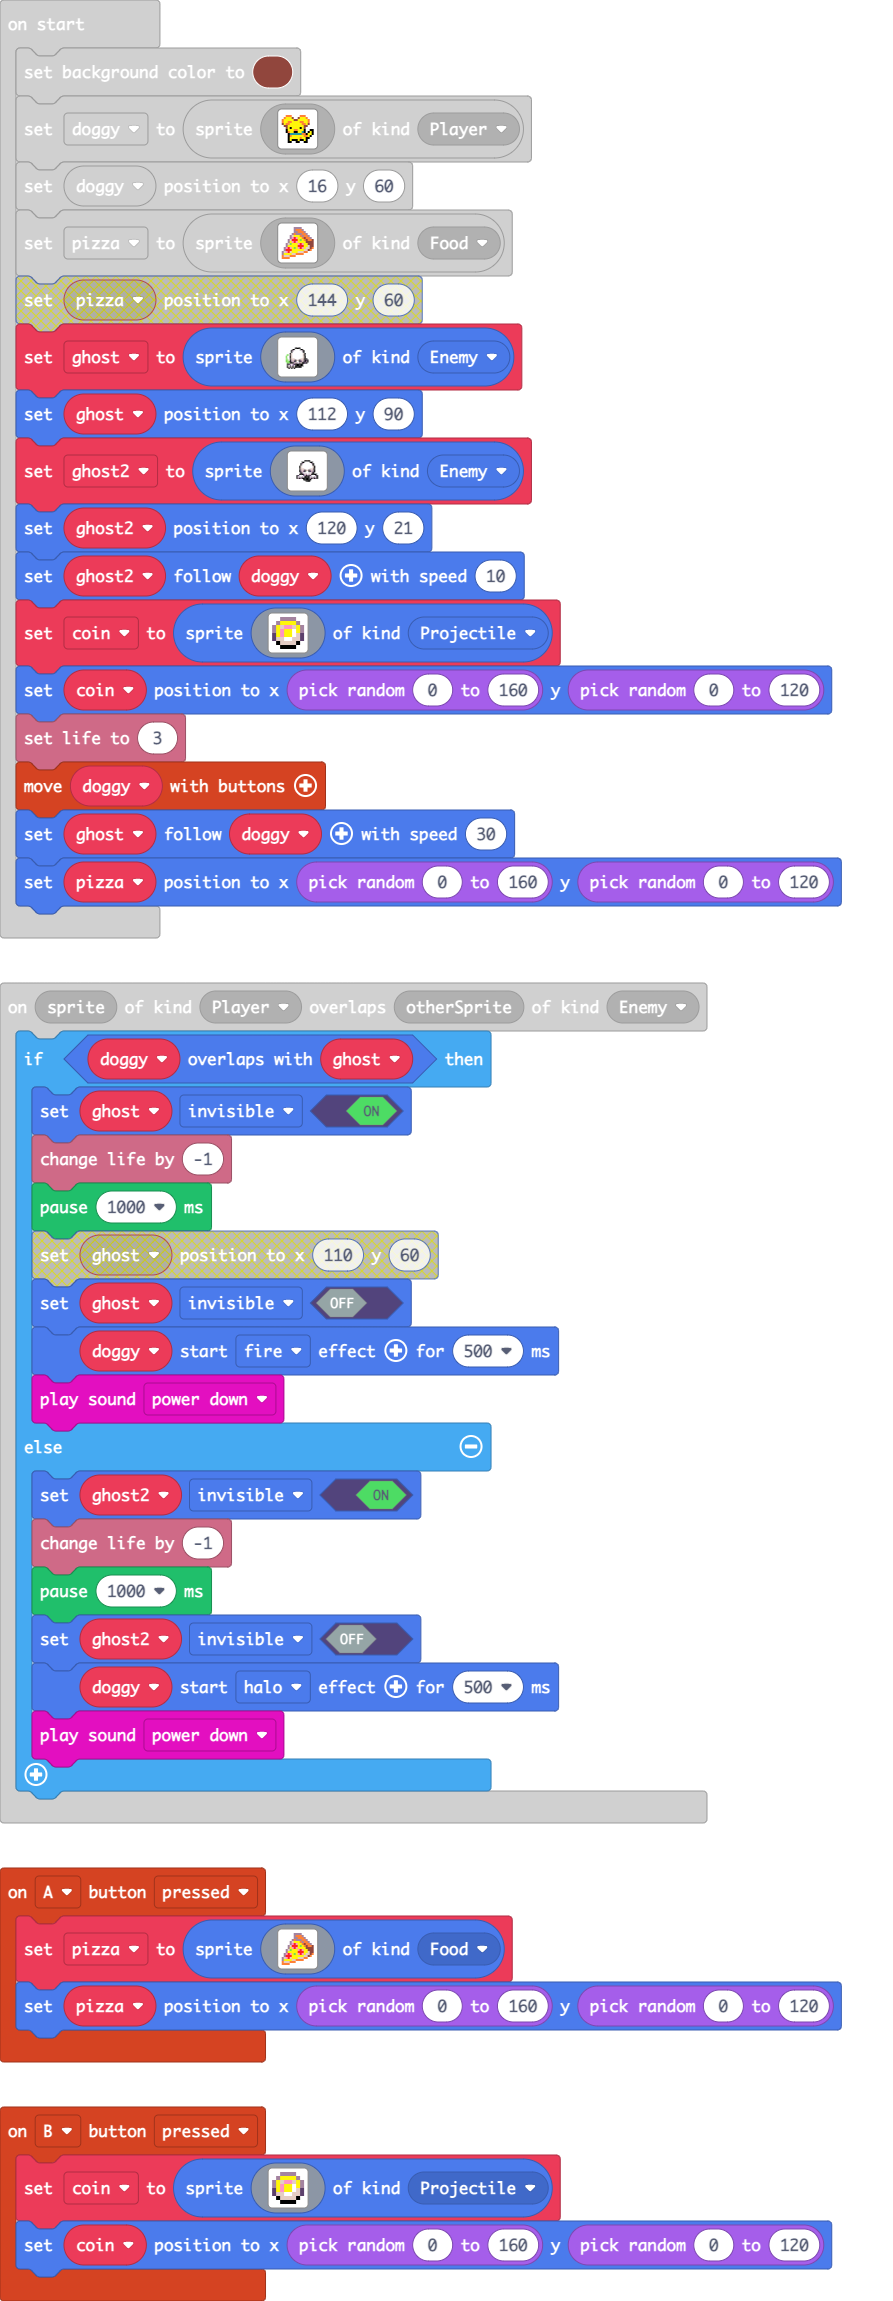 on start
set background color to
set doggy to sprite of kind Player
set doggy position to x 16 y 60
set pizza to sprite of kind Food
set pizza position to x 144 y 60
set ghost to sprite of kind Enemy
set ghost position to x 112 y 90
set ghost2 to sprite of kind Enemy
set ghost2 position to x 120 y 21
set ghost2 follow doggy with speed 10
set coin to sprite of kind Projectile
set coin position to x pick random 0 to 160 y pick random 0 to 120
set life to 3
move doggy with buttons
set ghost follow doggy with speed 30
set pizza position to x pick random 0 to 160 y pick random 0 to 120
on sprite of kind Player overlaps otherSprite of kind Enemy
if doggy overlaps with ghost then
set ghost invisible ON
change life by -1
pause 1000 ms
set ghost position to x 110 y 60
set ghost invisible OFF
doggy start fire effect for 500 ms
play sound power down
else
set ghost2 invisible ON
change life by -1
pause 1000 ms
set ghost2 invisible OFF
doggy start halo effect for 500 ms
play sound power down
on A button pressed
set pizza to sprite of kind Food
set pizza position to x pick random 0 to 160 y pick random 0 to 120
on B button pressed
set coin to sprite of kind Projectile
set coin position to x pick random 0 to 160 y pick random 0 to 120